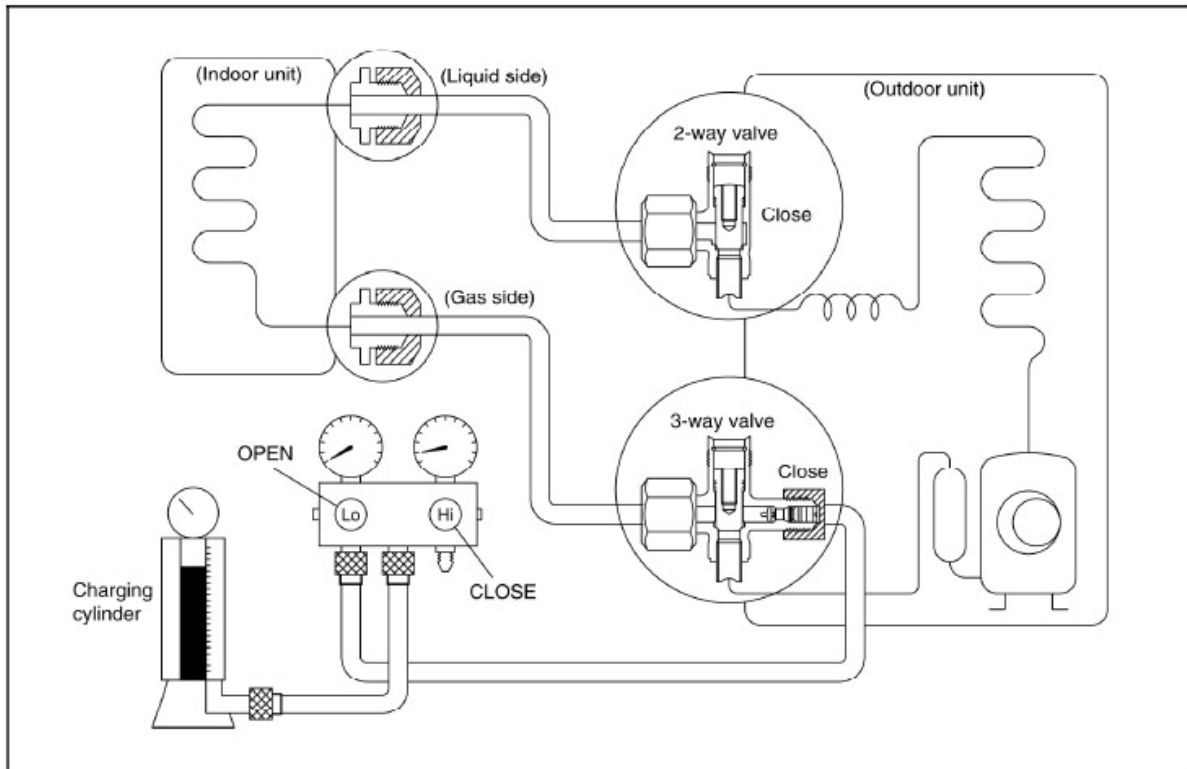 (Indoor unit)
(Liquid side)
(Outdoor unit)
2-way valve
Close
(Gas side)
3-way valve
OPEN
Close
Lo
Hi
Charging
cylinder
CLOSE